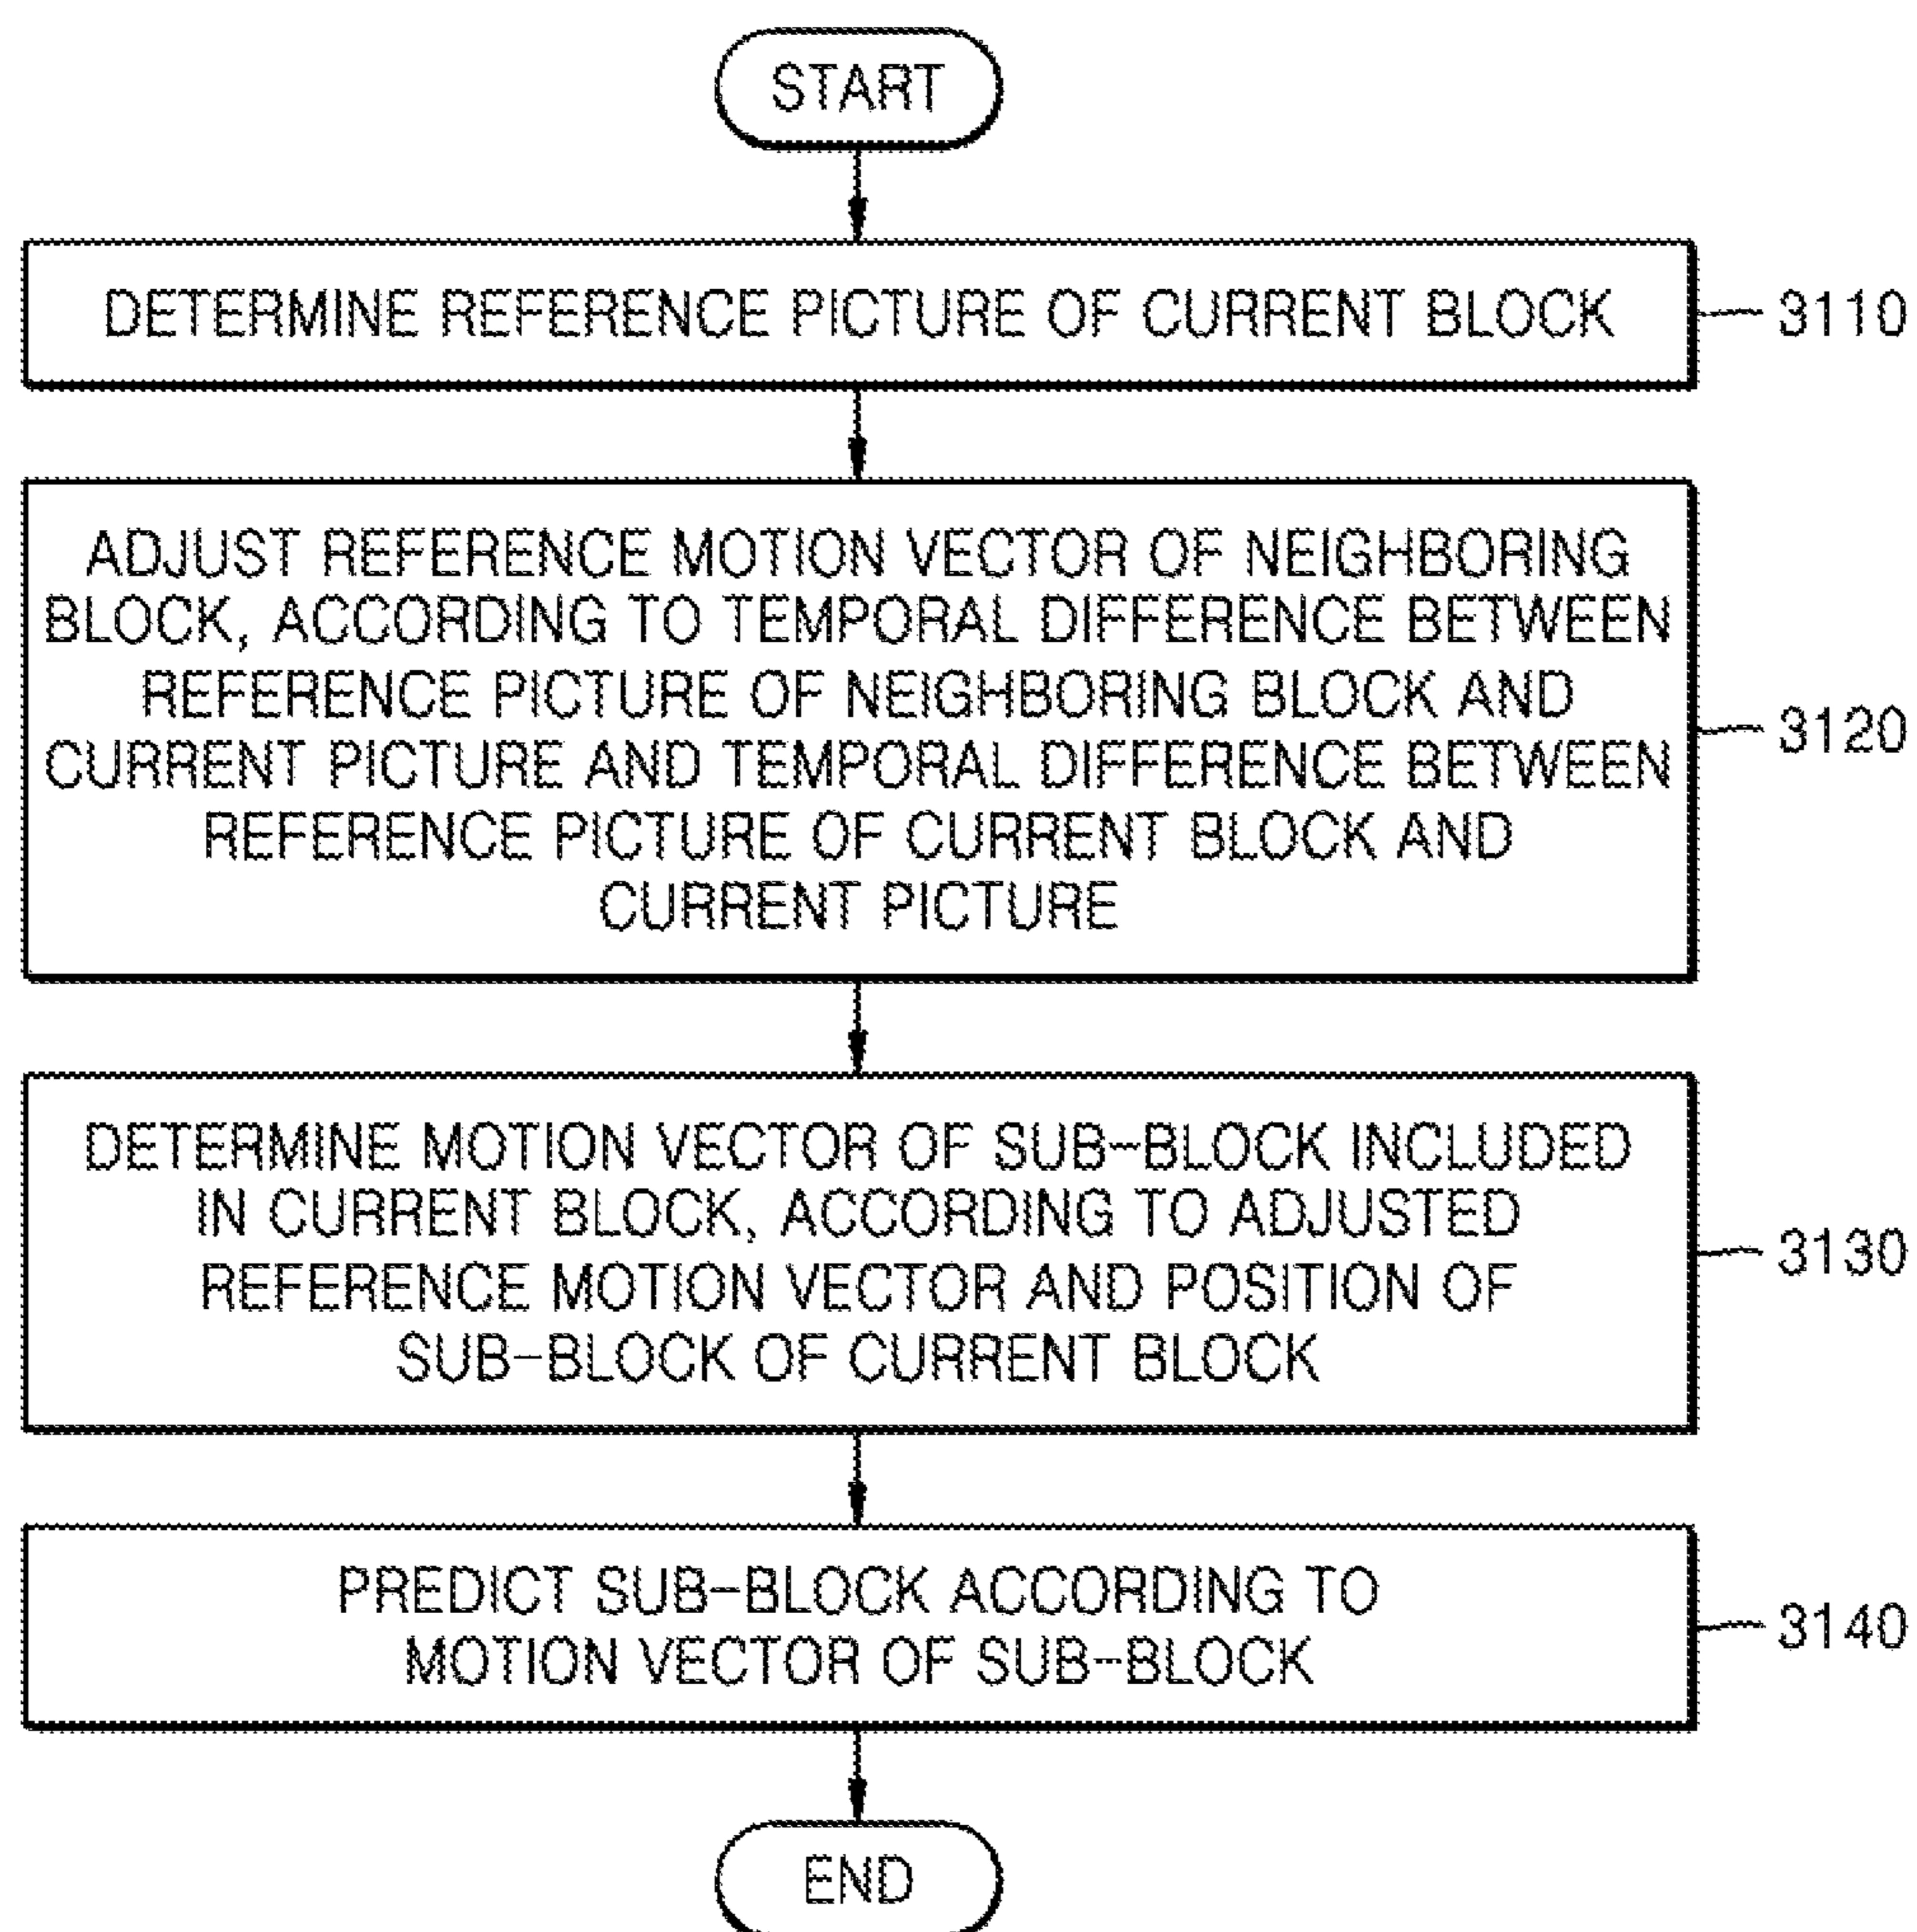 START
DETERMINE REFERENCE PICTURE OF CURRENT BLOCK
3110
ADJUST REFERENCE MOTION VECTOR OF NEIGHBORING
BLOCK, ACCORDING TO TEMPORAL DIFFERENCE BETWEEN
REFERENCE PICTURE OF NEIGHBORING BLOCK AND
CURRENT PICTURE AND TEMPORAL DIFFERENCE BETWEEN
REFERENCE PICTURE OF CURRENT BLOCK AND
CURRENT PICTURE
3120
DETERMINE MOTION VECTOR OF SUB-BLOCK INCLUDED
IN CURRENT BLOCK, ACCORDING TO ADJUSTED
REFERENCE MOTION VECTOR AND POSITION OF
SUB-BLOCK OF CURRENT BLOCK
3130
PREDICT SUB-BLOCK ACCORDING TO
MOTION VECTOR OF SUB-BLOCK
3140
END